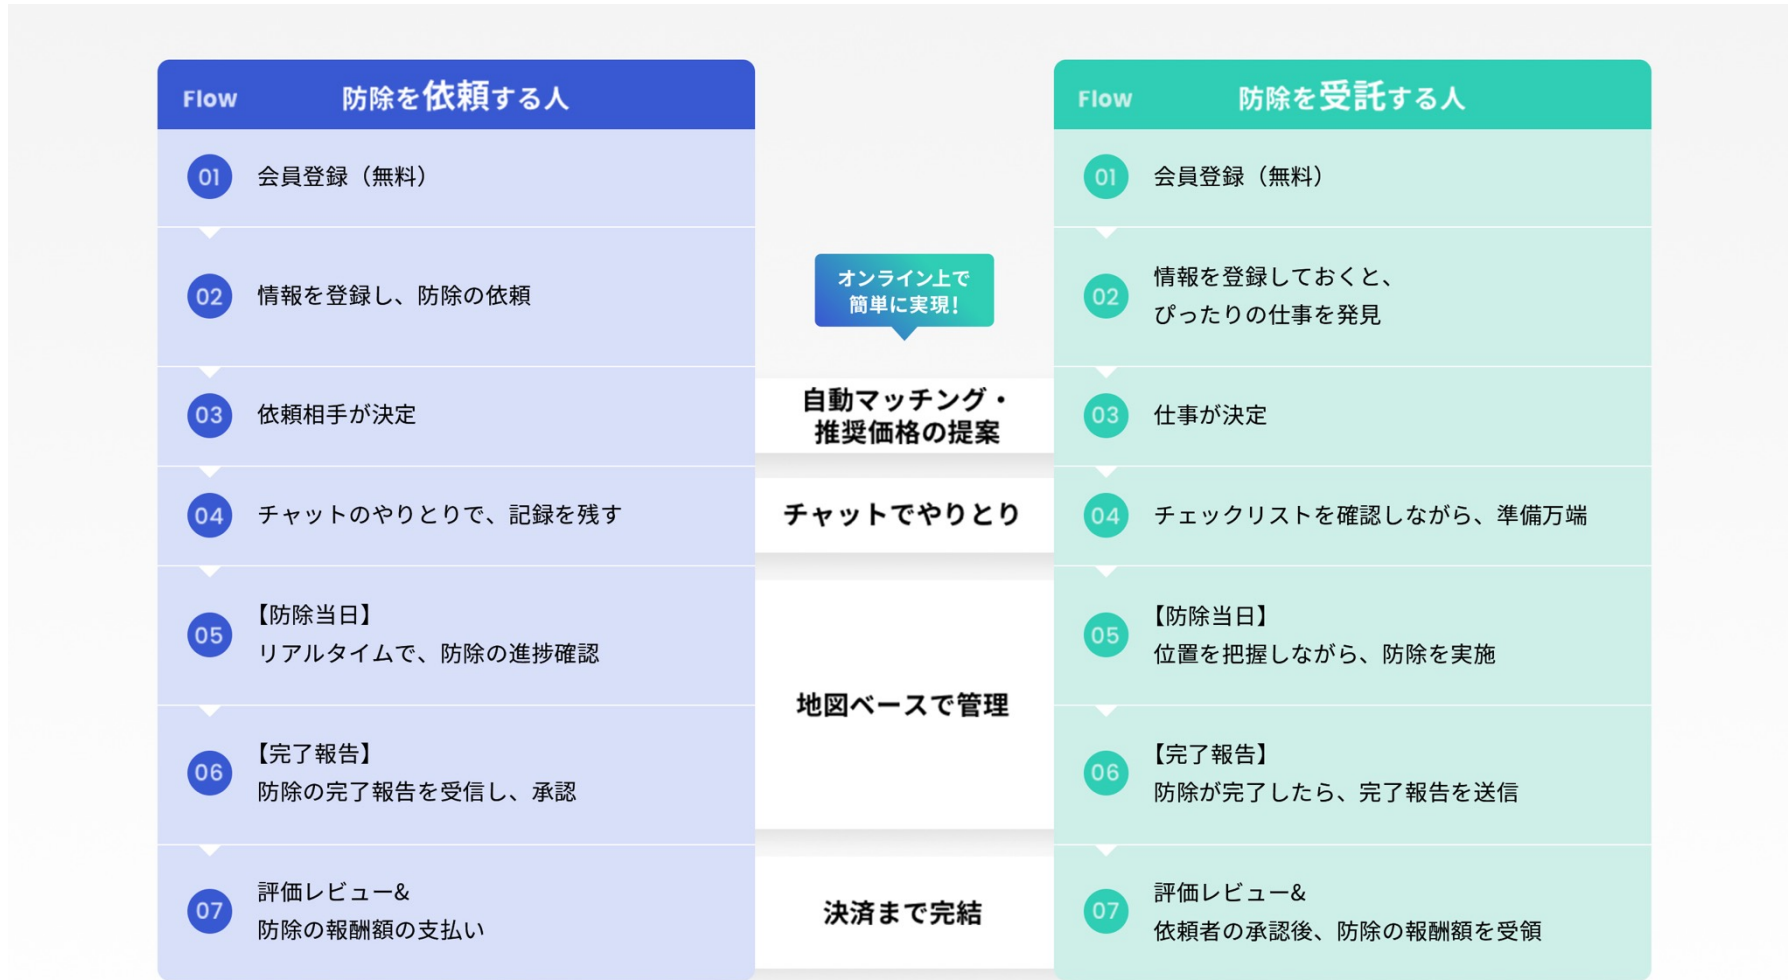 Flow 防除を依頼する人
01 会員登録（無料）
02 情報を登録し、防除の依頼
03 依頼相手が決定
04 チャットのやりとりで、記録を残す
05 【防除当日】
リアルタイムで、防除の進捗確認
06 【完了報告】
防除の完了報告を受信し、承認
07 評価レビュー&
防除の報酬額の支払い
オンライン上で
簡単に実現!
自動マッチング・
推奨価格の提案
チャットでやりとり
地図ベースで管理
決済まで完結
Flow 防除を受託する人
01 会員登録（無料）
02 情報を登録しておくと、
ぴったりの仕事を発見
03 仕事が決定
04 チェックリストを確認しながら、準備万端
05 【防除当日】
位置を把握しながら、防除を実施
06 【完了報告】
防除が完了したら、完了報告を送信
07 評価レビュー&
依頼者の承認後、防除の報酬額を受領